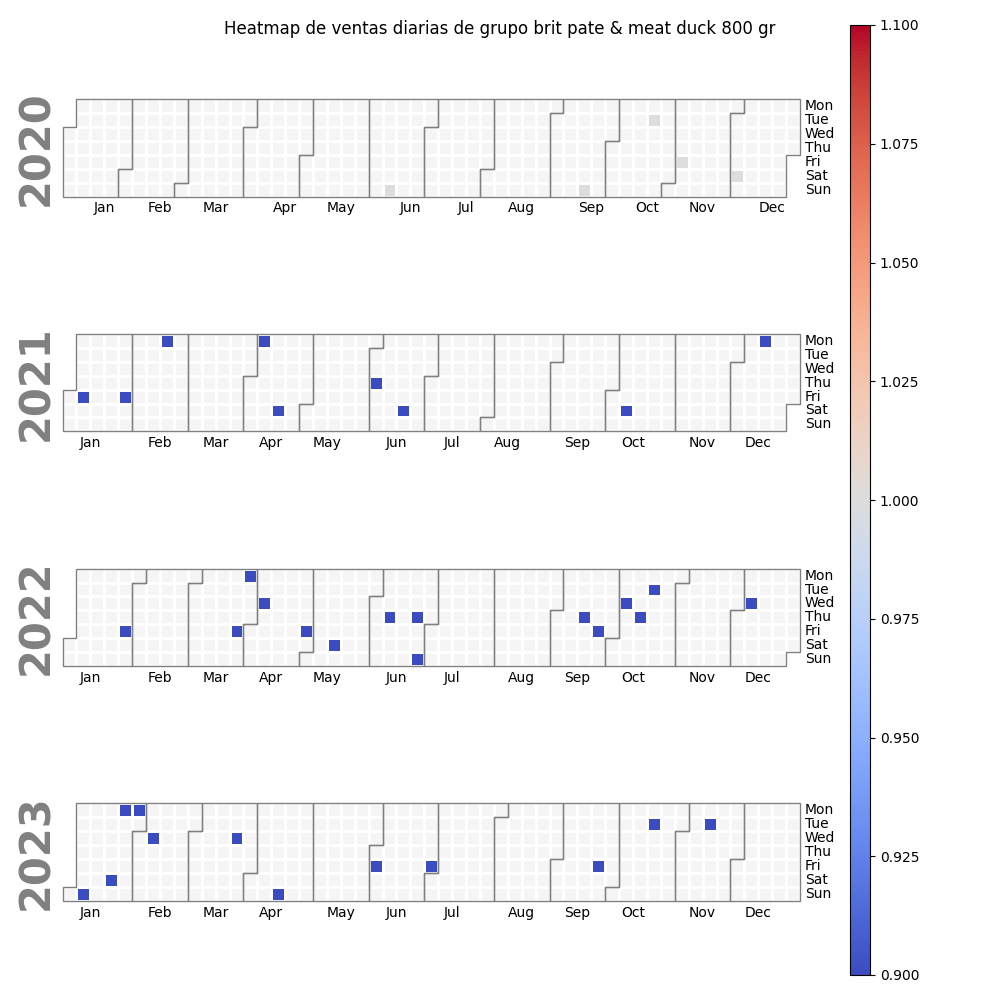 Heatmap de ventas diarias de grupo brit pate & meat duck 800 gr
2020
Mon
Tue
Wed
Thu
Fri
Sat
Sun
Jan Feb Mar Apr May Jun Jul Aug Sep Oct Nov Dec
2021
Mon
Tue
Wed
Thu
Fri
Sat
Sun
Jan Feb Mar Apr May Jun Jul Aug Sep Oct Nov Dec
2022
Mon
Tue
Wed
Thu
Fri
Sat
Sun
Jan Feb Mar Apr May Jun Jul Aug Sep Oct Nov Dec
2023
Mon
Tue
Wed
Thu
Fri
Sat
Sun
Jan Feb Mar Apr May Jun Jul Aug Sep Oct Nov Dec
1.100
1.075
1.050
1.025
1.000
0.975
0.950
0.925
0.900